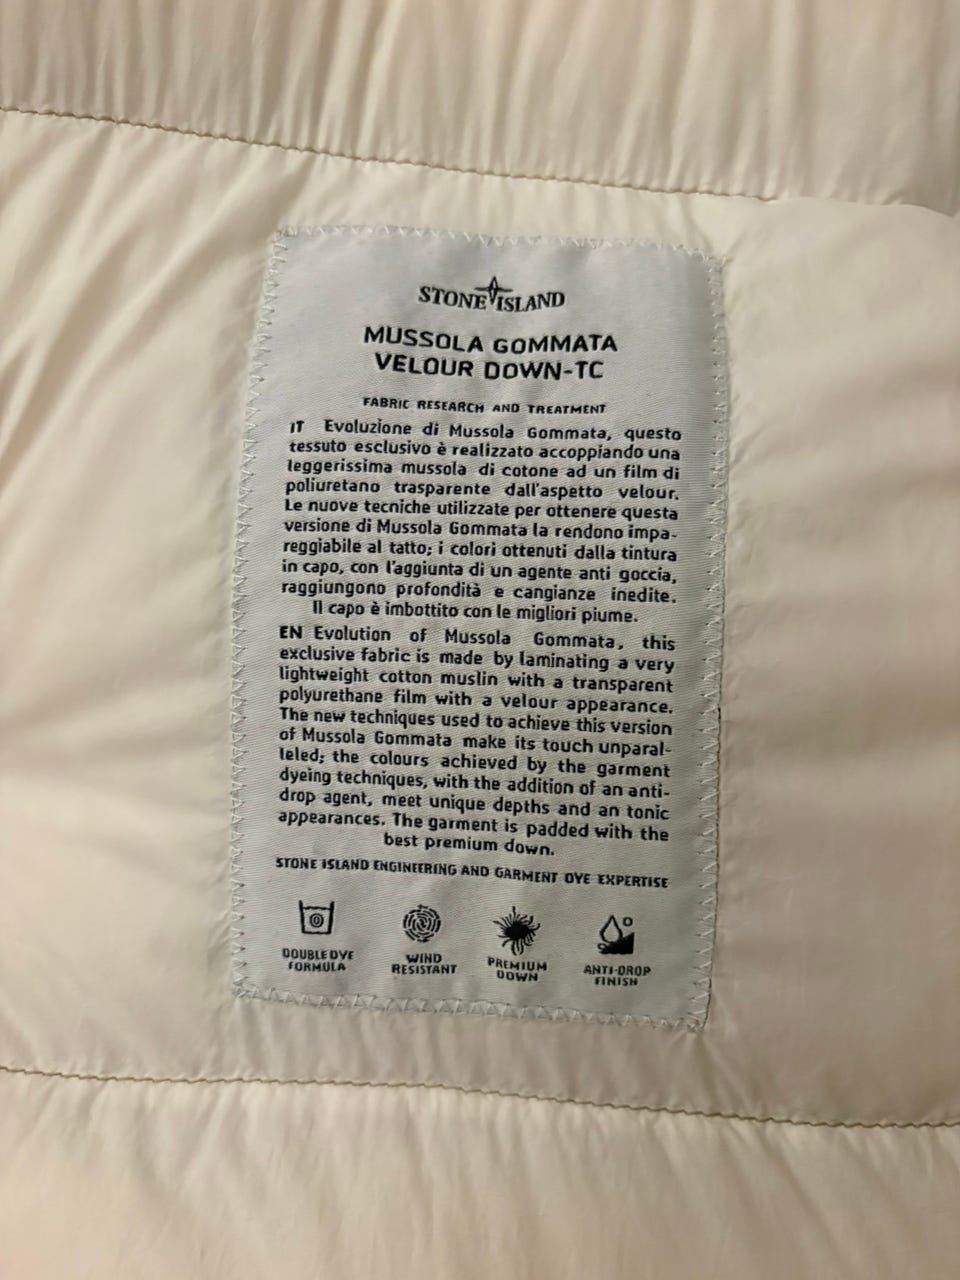 STONE ISLAND
MUSSOLA GOMMATA
VELOUR DOWN-TC
FABRIC RESEARCH AND TREATMENT
IT Evoluzione di Mussola Gommata, questo
tessuto esclusivo è realizzato accoppiando una
leggerissima mussola di cotone ad un film di
poliuretano trasparente dall'aspetto velour.
Le nuove tecniche utilizzate per ottenere questa
versione di Mussola Gommata la rendono impa-
reggiabile al tatto; i colori ottenuti dalla tintura
in capo, con l'aggiunta di un agente anti goccia,
raggiungono profondità e cangianze inedite.
Il capo è imbottito con le migliori piume.
EN Evolution of Mussola Gommata, this
exclusive fabric is made by laminating a very
lightweight cotton muslin with a transparent
polyurethane film with a velour appearance.
The new techniques used to achieve this version
of Mussola Gommata make its touch unparal-
leled; the colours achieved by the garment
dyeing techniques, with the addition of an anti-
drop agent, meet unique depths and an tonic
appearances. The garment is padded with the
best premium down.
STONE ISLAND ENGINEERING AND GARMENT DYE EXPERTISE
DOUBLE DYE
FORMULA
WIND
RESISTANT
PREMIUM
DOWN
ANTI-DROP
FINISH